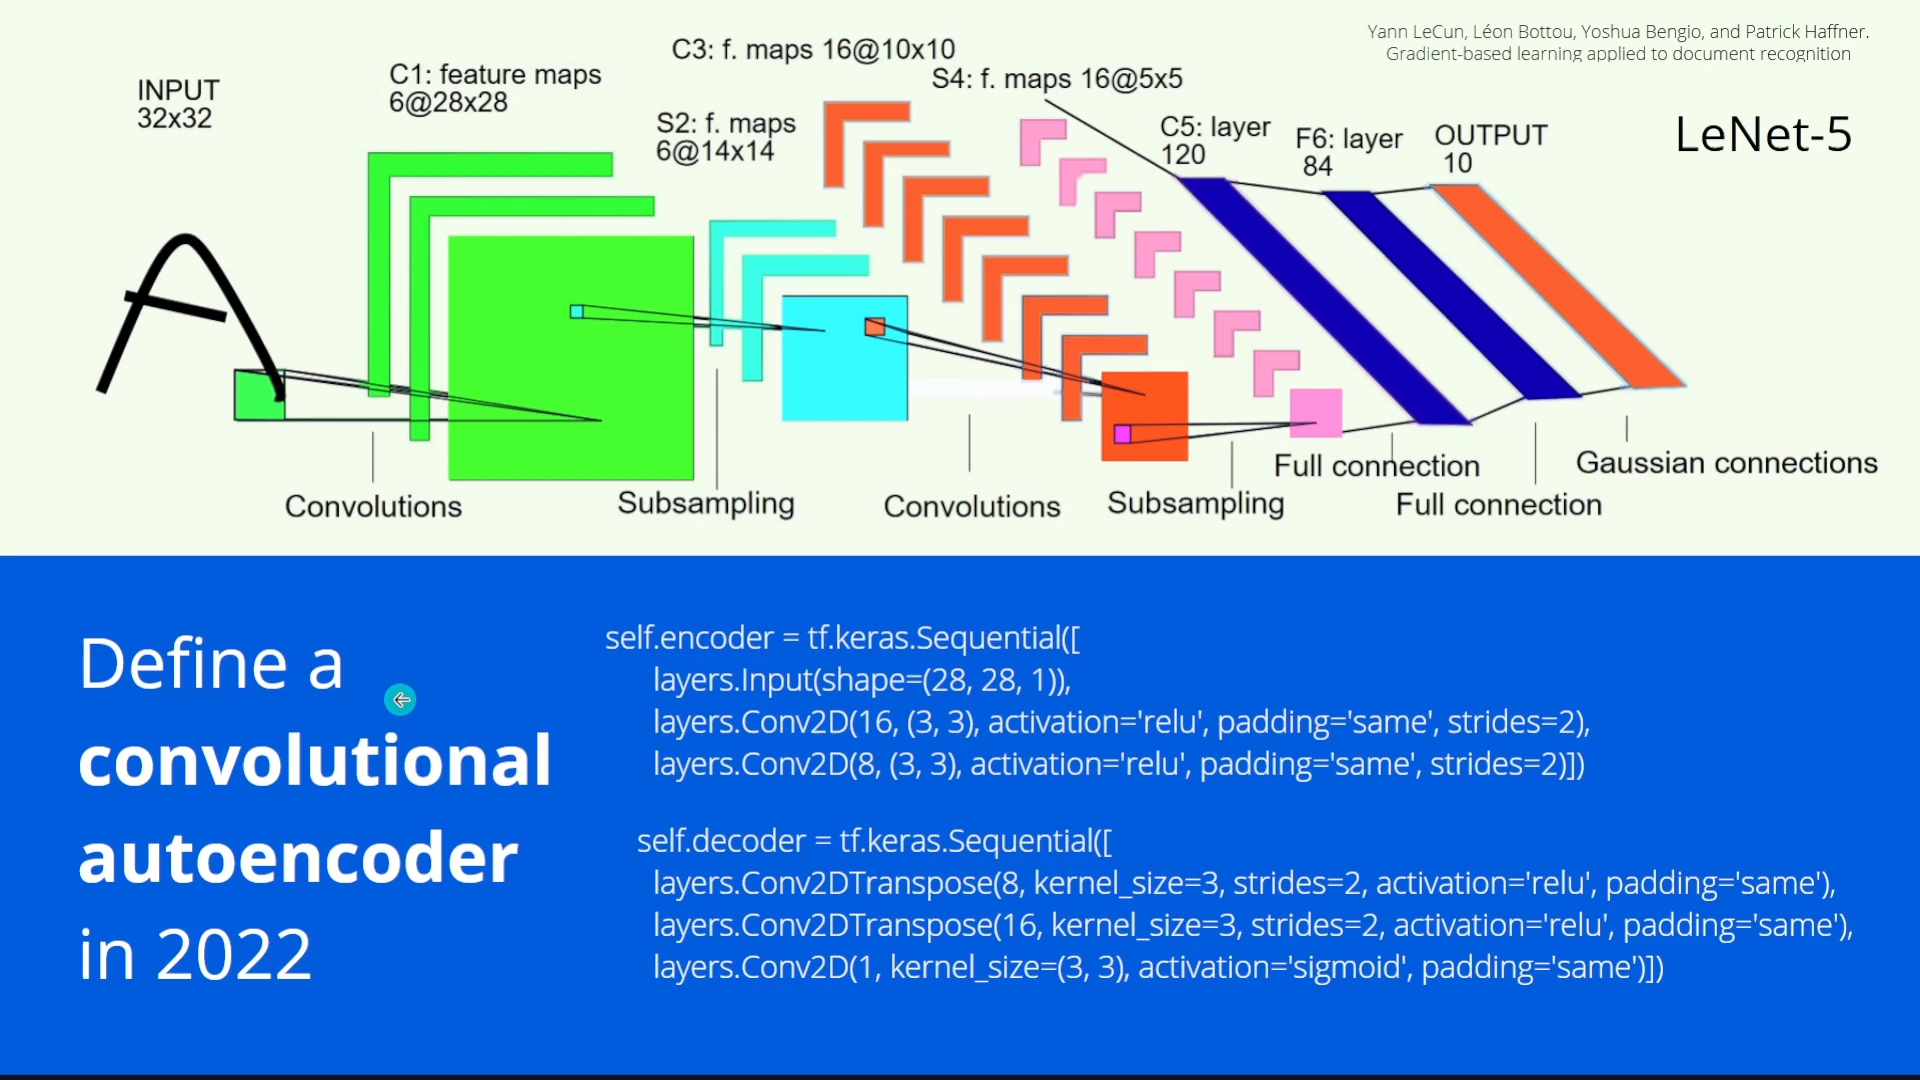 Yann LeCun, Léon Bottou, Yoshua Bengio, and Patrick Haffner.
Gradient-based learning applied to document recognition
LeNet-5
INPUT
32x32
C1: feature maps
6@28x28
S2: f. maps
6@14x14
C3: f. maps 16@10x10
S4: f. maps 16@5x5
C5: layer
120
F6: layer
84
OUTPUT
10
A
Convolutions
Subsampling
Convolutions
Subsampling
Full connection
Full connection
Gaussian connections
Define a
convolutional
autoencoder
in 2022
self.encoder = tf.keras.Sequential([
layers.Input(shape=(28, 28, 1)),
layers.Conv2D(16, (3, 3), activation='relu', padding='same', strides=2),
layers.Conv2D(8, (3, 3), activation='relu', padding='same', strides=2)])
self.decoder = tf.keras.Sequential([
layers.Conv2DTranspose(8, kernel_size=3, strides=2, activation='relu', padding='same'),
layers.Conv2DTranspose(16, kernel_size=3, strides=2, activation='relu', padding='same'),
layers.Conv2D(1, kernel_size=(3, 3), activation='sigmoid', padding='same')])